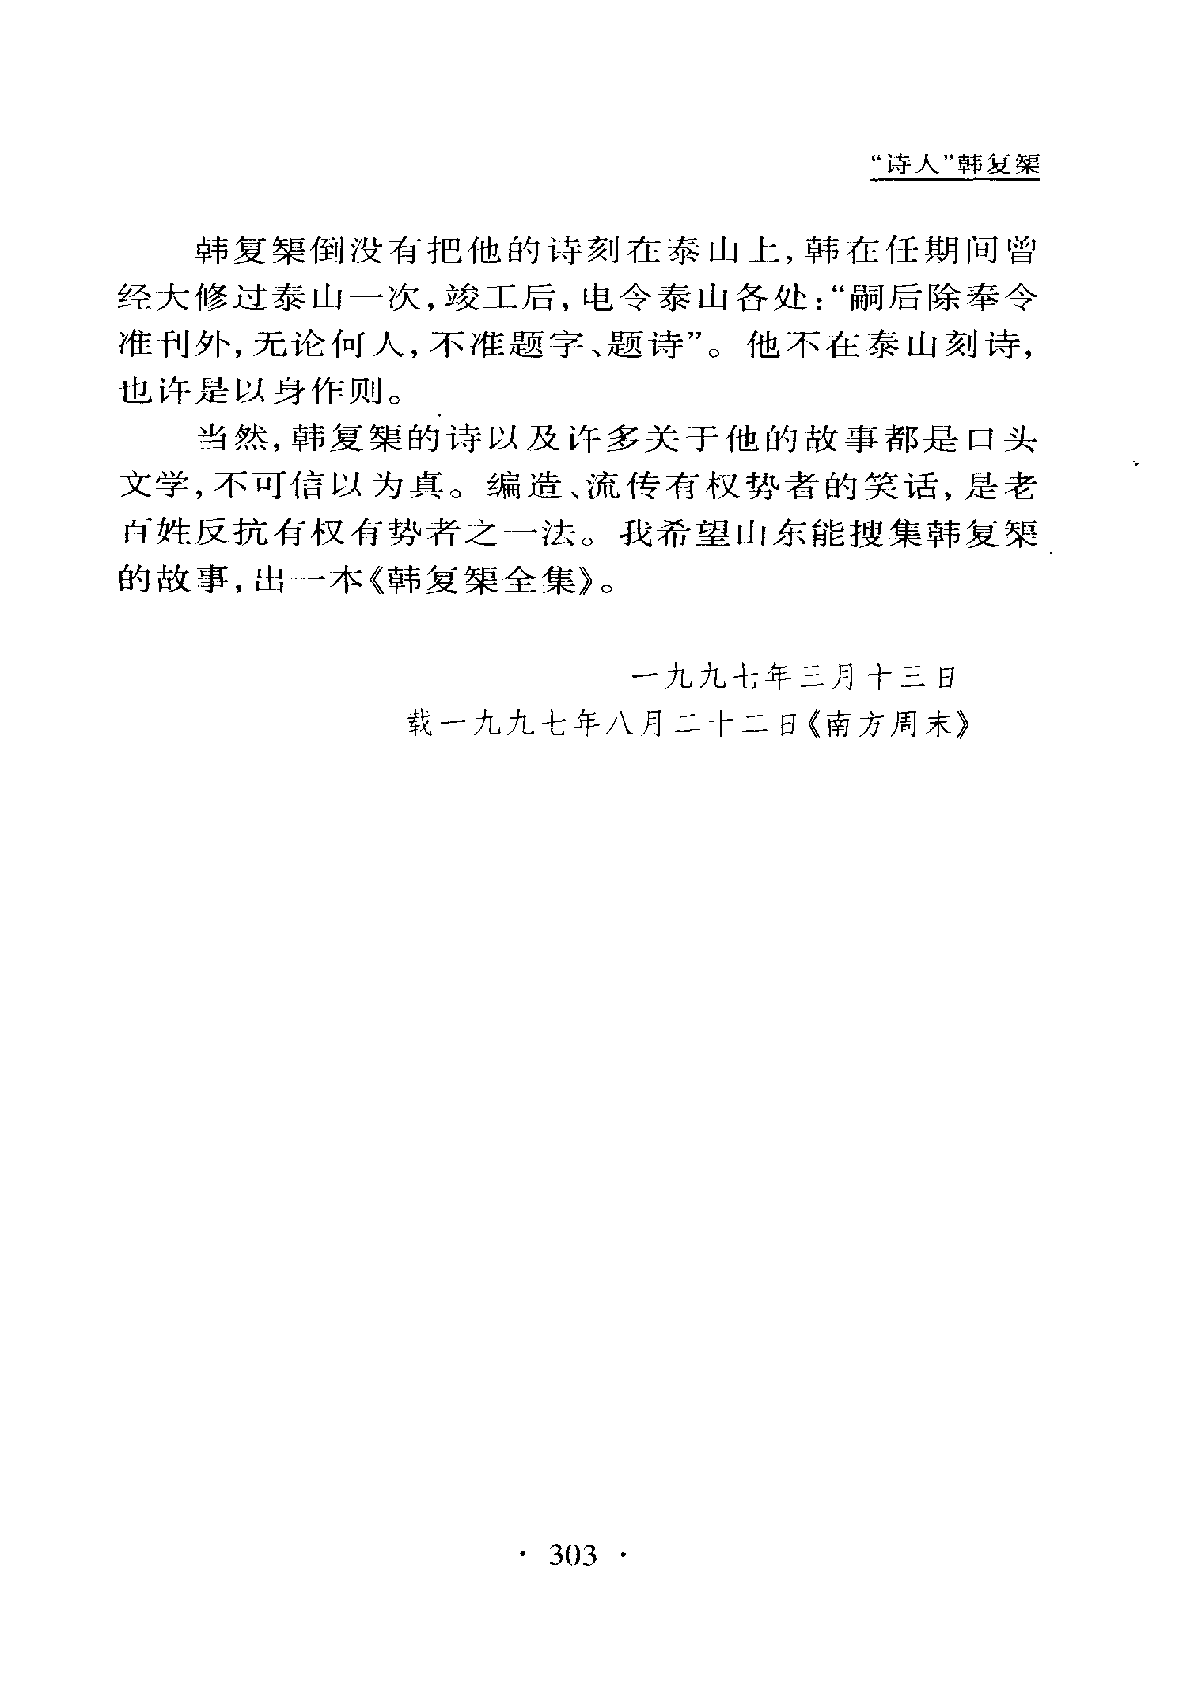 “诗人”韩复榘
韩复榘倒没有把他的诗刻在泰山上，韩在任期间曾
经大修过泰山一次，竣工后，电令泰山各处：“嗣后除奉令
准刊外，无论何人，不准题字、题诗”。他不在泰山刻诗，
也许是以身作则。
当然，韩复榘的诗以及许多关于他的故事都是口头
文学，不可信以为真。编造、流传有权势者的笑话，是老
百姓反抗有权有势者之一法。我希望山东能搜集韩复榘
的故事，出一本《韩复榘全集》。
一九九七年三月十三日
载一九九七年八月二十二日《南方周末》
· 303 ·